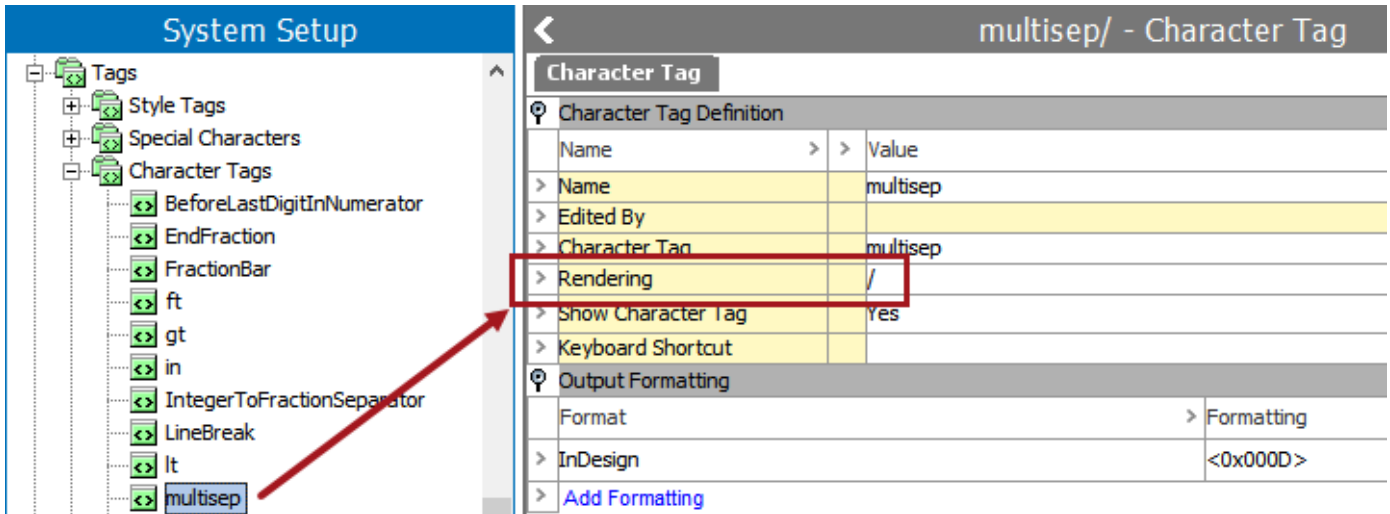 System Setup
Tags
Style Tags
Special Characters
Character Tags
BeforeLastDigitInNumerator
EndFraction
FractionBar
ft
gt
in
IntegerToFractionSeparator
LineBreak
lt
multisep
multisep/ - Character Tag
Character Tag
Character Tag Definition
Name > > Value
> Name multisep
> Edited By
> Character Tag multisep
> Rendering /
> Show Character Tag Yes
> Keyboard Shortcut
Output Formatting
Format > Formatting
> InDesign <0x000D>
> Add Formatting